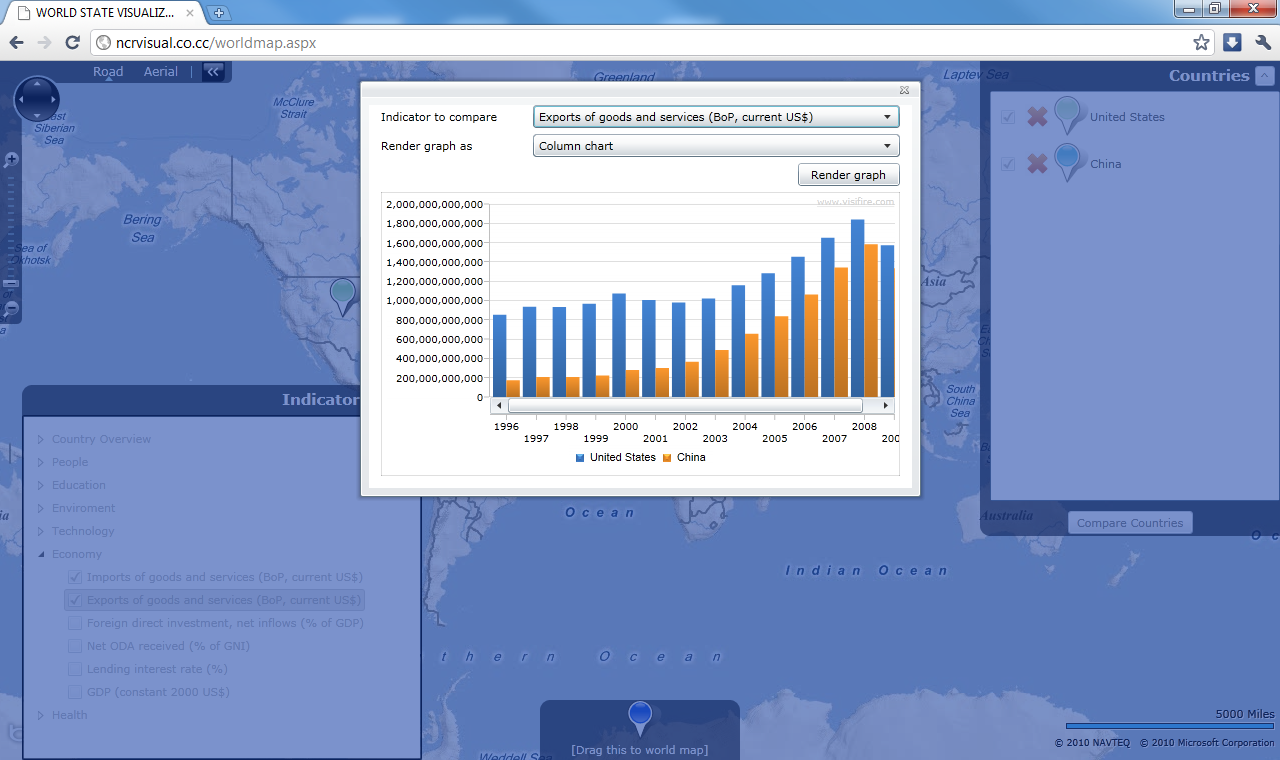 WORLD STATE VISUALIZ...
ncrvisual.co.cc/worldmap.aspx
Road Aerial |
Greenland
Laptev Sea
McClure
Strait
East
Siberian
Sea
Bering
Sea
Sea of
Okhotsk
Countries
United States
China
Indicator to compare
Exports of goods and services (BoP, current US$)
Render graph as
Column chart
Render graph
www.visifire.com
2,000,000,000,000
1,800,000,000,000
1,600,000,000,000
1,400,000,000,000
1,200,000,000,000
1,000,000,000,000
800,000,000,000
600,000,000,000
400,000,000,000
200,000,000,000
0
1996 1997 1998 1999 2000 2001 2002 2003 2004 2005 2006 2007 2008 200
United States China
Asia
South
China
Sea
Indicator
Country Overview
People
Education
Enviroment
Technology
Economy
Imports of goods and services (BoP, current US$)
Exports of goods and services (BoP, current US$)
Foreign direct investment, net inflows (% of GDP)
Net ODA received (% of GNI)
Lending interest rate (%)
GDP (constant 2000 US$)
Health
Ocean
Australia
Compare Countries
Indian Ocean
thern Ocean
Weddell Sea
[Drag this to world map]
5000 Miles
© 2010 NAVTEQ © 2010 Microsoft Corporation